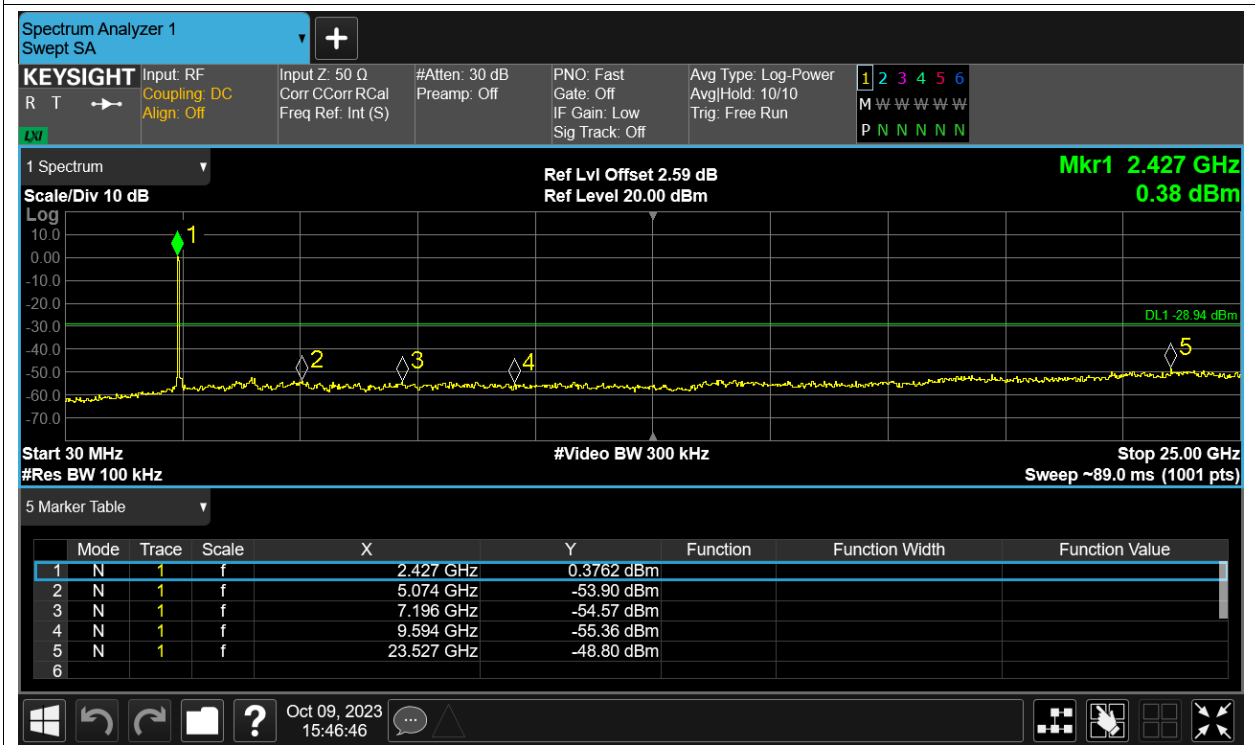 Spectrum Analyzer 1
Swept SA
+
KEYSIGHT
R T
LXI
Input: RF
Coupling: DC
Align: Off
Input Z: 50 Ω
Corr CCorr RCal
Freq Ref: Int (S)
#Atten: 30 dB
Preamp: Off
PNO: Fast
Gate: Off
IF Gain: Low
Sig Track: Off
Avg Type: Log-Power
Avg|Hold: 10/10
Trig: Free Run
1 2 3 4 5 6
M W W W W W
P N N N N N
1 Spectrum
Scale/Div 10 dB
Ref Lvl Offset 2.59 dB
Ref Level 20.00 dBm
Mkr1 2.427 GHz
0.38 dBm
Log
10.0
0.00
-10.0
-20.0
-30.0
-40.0
-50.0
-60.0
-70.0
1
2
3
4
5
DL1 -28.94 dBm
Start 30 MHz
#Video BW 300 kHz
Stop 25.00 GHz
#Res BW 100 kHz
Sweep ~89.0 ms (1001 pts)
5 Marker Table
Mode Trace Scale X Y Function Function Width Function Value
1 N 1 f 2.427 GHz 0.3762 dBm
2 N 1 f 5.074 GHz -53.90 dBm
3 N 1 f 7.196 GHz -54.57 dBm
4 N 1 f 9.594 GHz -55.36 dBm
5 N 1 f 23.527 GHz -48.80 dBm
6
?
Oct 09, 2023
15:46:46